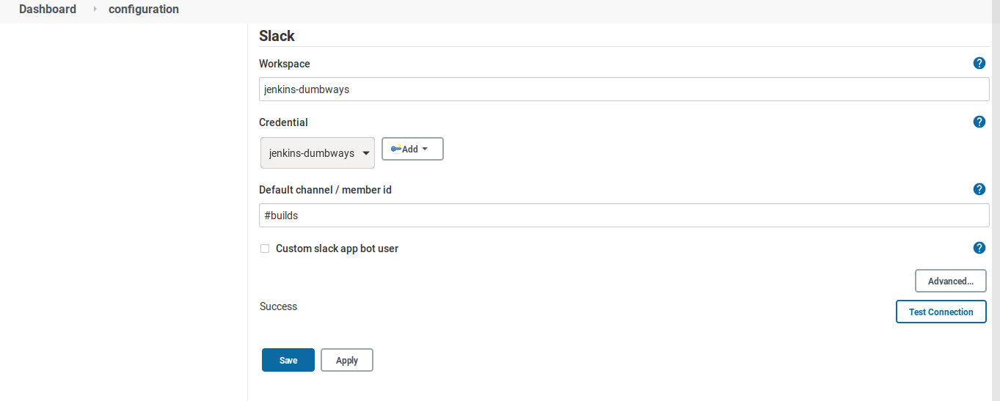 Dashboard configuration
Slack
Workspace
jenkins-dumbways
Credential
jenkins-dumbways Add
Default channel / member id
#builds
Custom slack app bot user
Advanced...
Success Test Connection
Save Apply